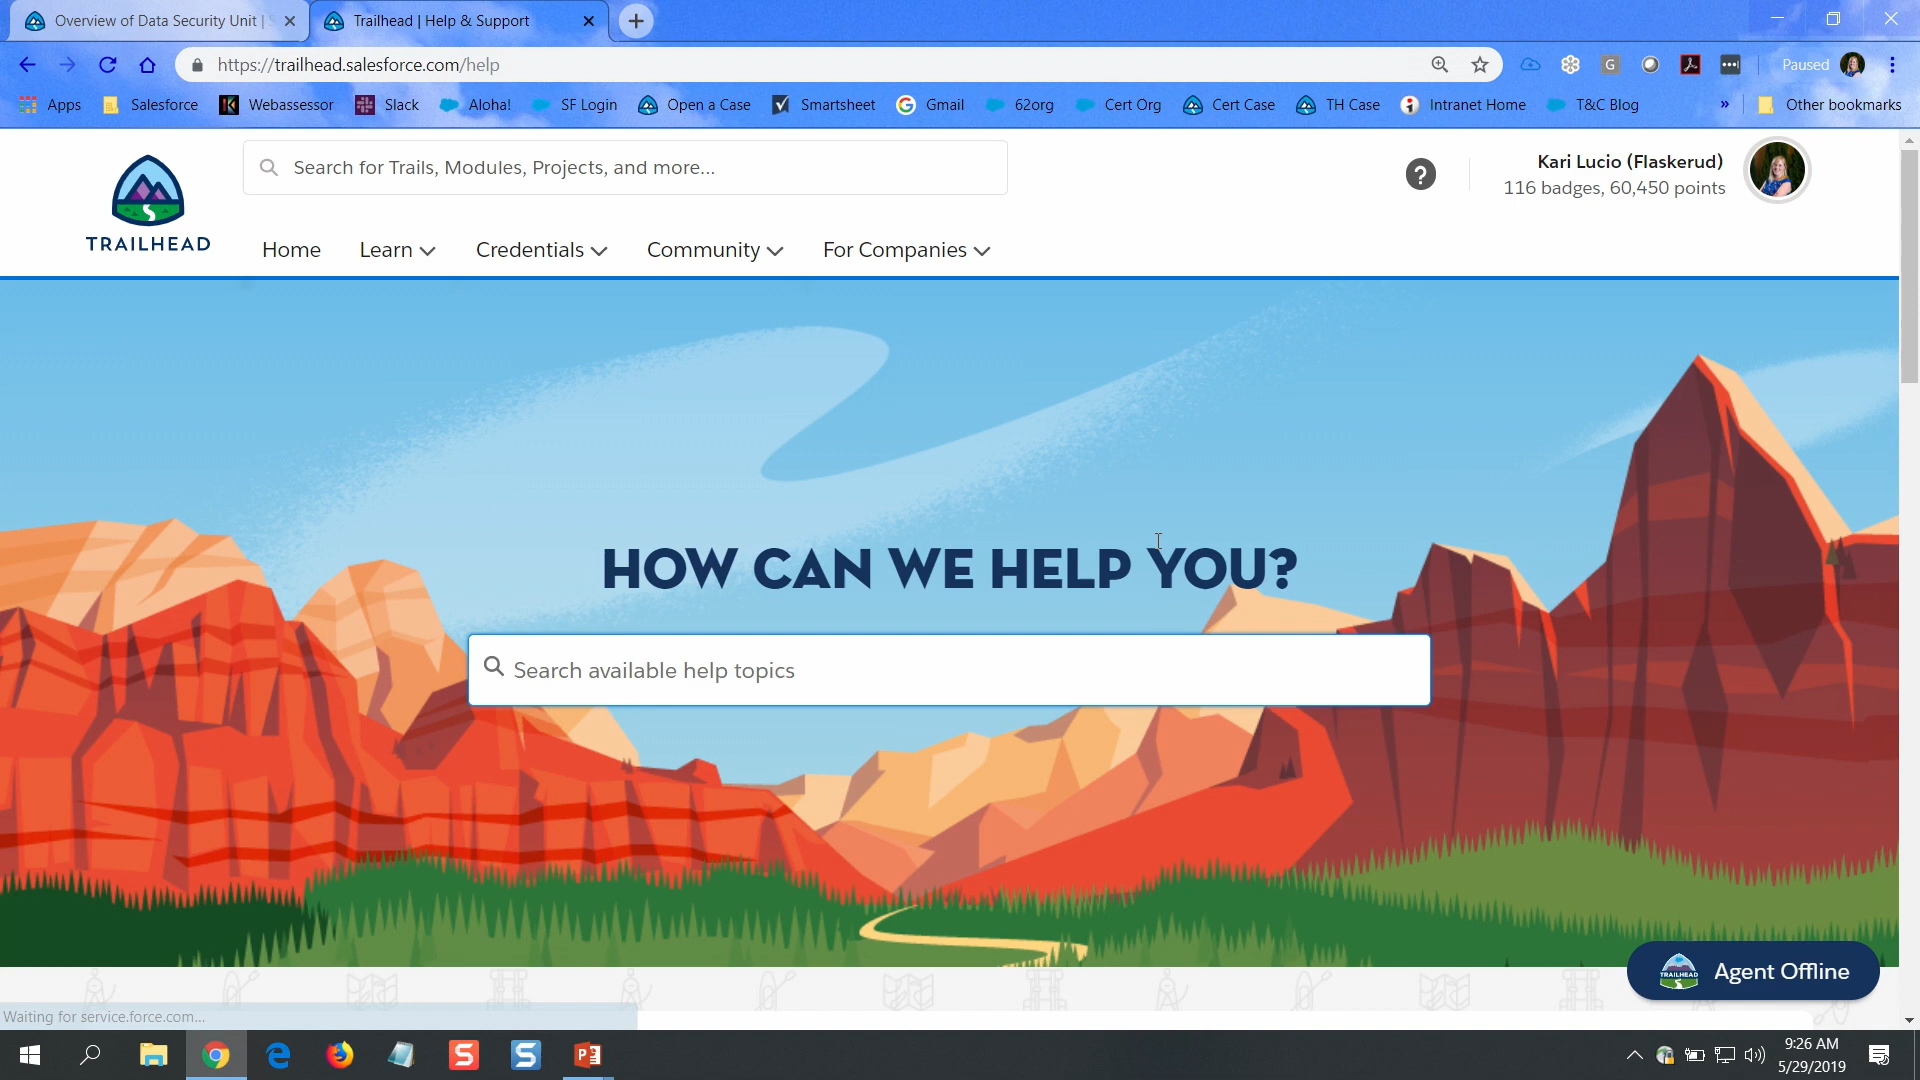 Overview of Data Security Unit |
Trailhead | Help & Support
https://trailhead.salesforce.com/help
G
Paused
Apps
Salesforce
Webassessor
Slack
Aloha!
SF Login
Open a Case
Smartsheet
Gmail
62org
Cert Org
Cert Case
TH Case
Intranet Home
T&C Blog
»
Other bookmarks
TRAILHEAD
Search for Trails, Modules, Projects, and more...
?
Kari Lucio (Flaskerud)
116 badges, 60,450 points
Home
Learn
Credentials
Community
For Companies
HOW CAN WE HELP YOU?
Search available help topics
TRAILHEAD
Agent Offline
Waiting for service.force.com...
9:26 AM
5/29/2019